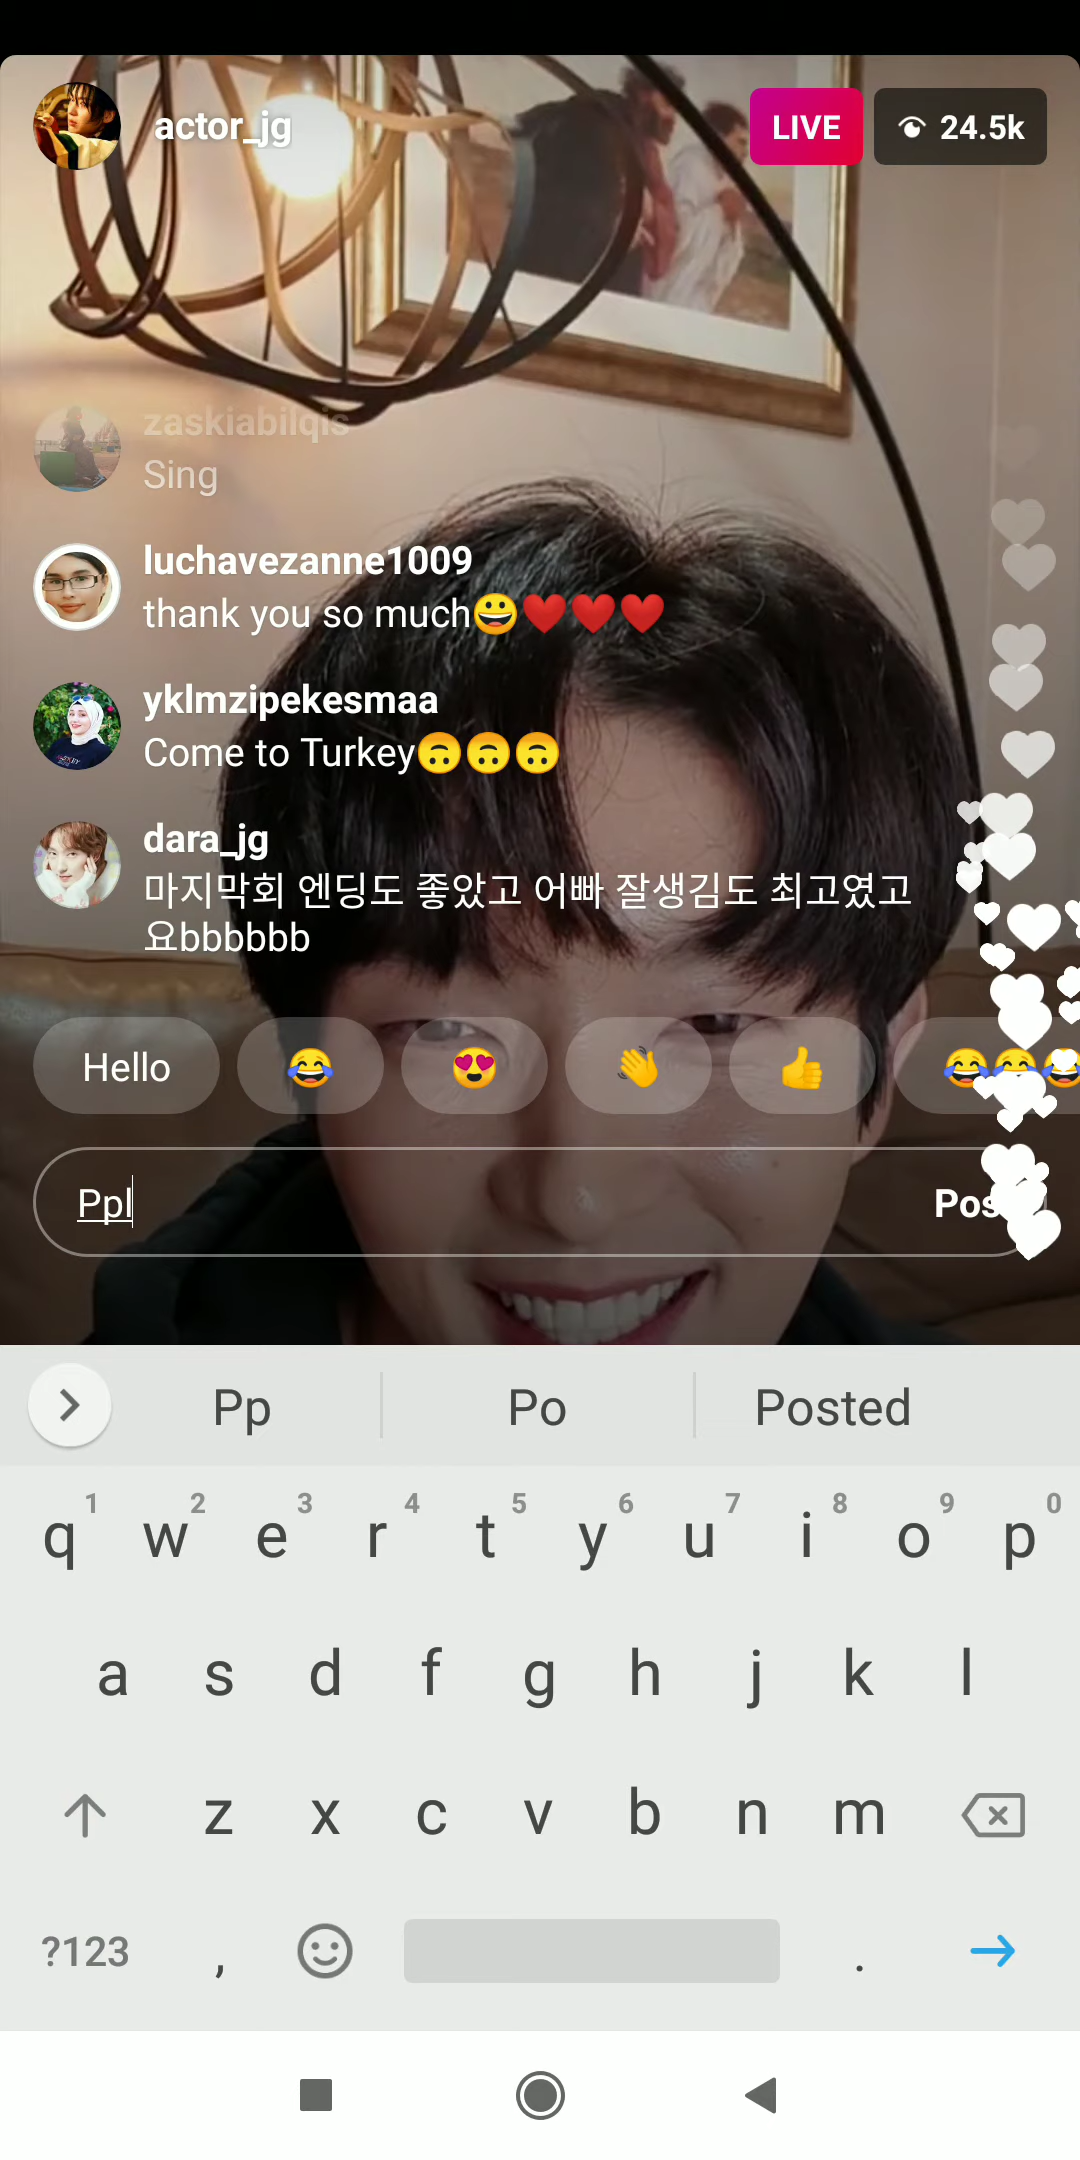 actor_jg
LIVE
24.5k
zaskiabilqis
Sing
luchavezanne1009
thank you so much😀❤️❤️❤️
yklmzipekesmaa
Come to Turkey🙃🙃🙃
dara_jg
마지막회 엔딩도 좋았고 어빠 잘생김도 최고였고
요bbbbbb
Hello 😂 😍 👋 👍 😂😂😂
Ppl
Pos
Pp Po Posted
1 2 3 4 5 6 7 8 9 0
q w e r t y u i o p
a s d f g h j k l
z x c v b n m
?123 , .